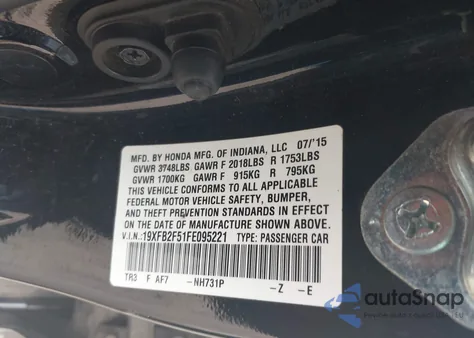 MFD. BY HONDA MFG. OF INDIANA, LLC 07/'15
GVWR 3748LBS GAWR F 2018LBS R 1753LBS
GVWR 1700KG GAWR F 915KG R 795KG
THIS VEHICLE CONFORMS TO ALL APPLICABLE
FEDERAL MOTOR VEHICLE SAFETY, BUMPER,
AND THEFT PREVENTION STANDARDS IN EFFECT
ON THE DATE OF MANUFACTURE SHOWN ABOVE.
V.I.N.:19XFB2F51FE095221 TYPE: PASSENGER CAR
TR3 F AF7 -NH731P -Z -E
autoSnap